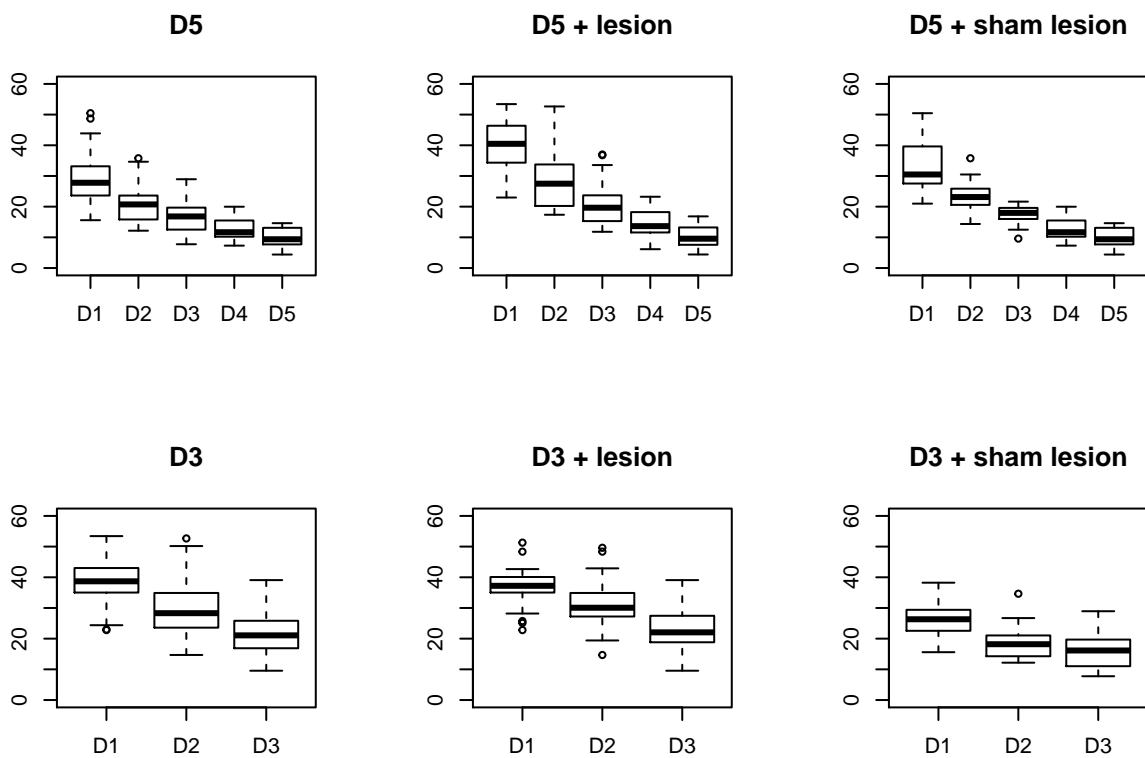 D5
60
40
20
0
D1 D2 D3 D4 D5
D5 + lesion
60
40
20
0
D1 D2 D3 D4 D5
D5 + sham lesion
60
40
20
0
D1 D2 D3 D4 D5
D3
60
40
20
0
D1 D2 D3
D3 + lesion
60
40
20
0
D1 D2 D3
D3 + sham lesion
60
40
20
0
D1 D2 D3